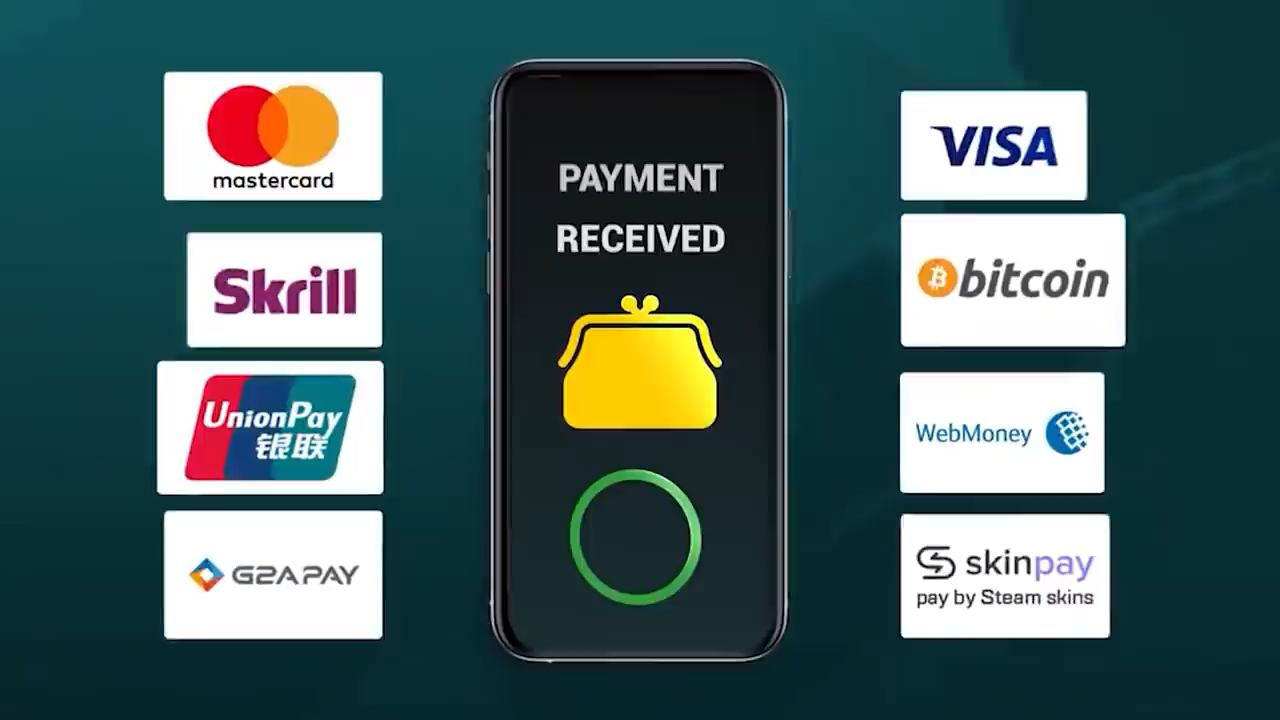 mastercard
Skrill
UnionPay
银联
G2A PAY
PAYMENT
RECEIVED
VISA
bitcoin
WebMoney
skinpay
pay by Steam skins